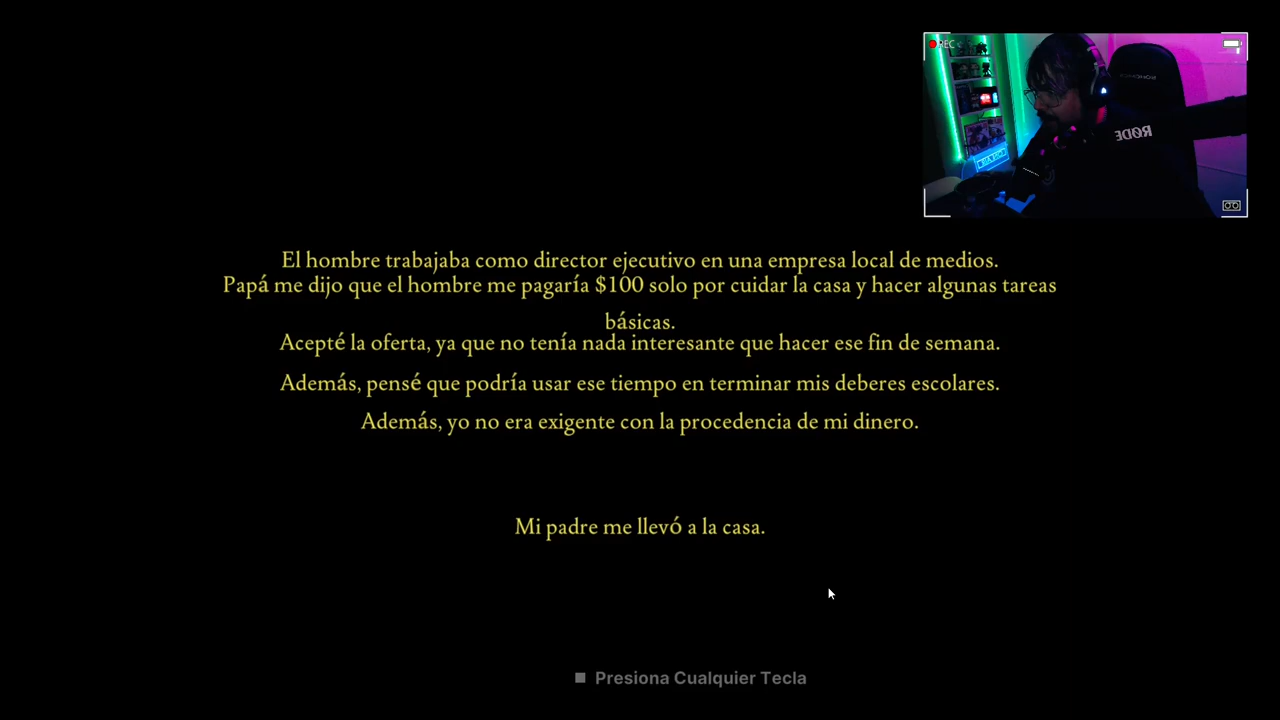 REC
RØDE
El hombre trabajaba como director ejecutivo en una empresa local de medios.
Papá me dijo que el hombre me pagaría $100 solo por cuidar la casa y hacer algunas tareas
básicas.
Acepté la oferta, ya que no tenía nada interesante que hacer ese fin de semana.
Además, pensé que podría usar ese tiempo en terminar mis deberes escolares.
Además, yo no era exigente con la procedencia de mi dinero.
Mi padre me llevó a la casa.
Presiona Cualquier Tecla